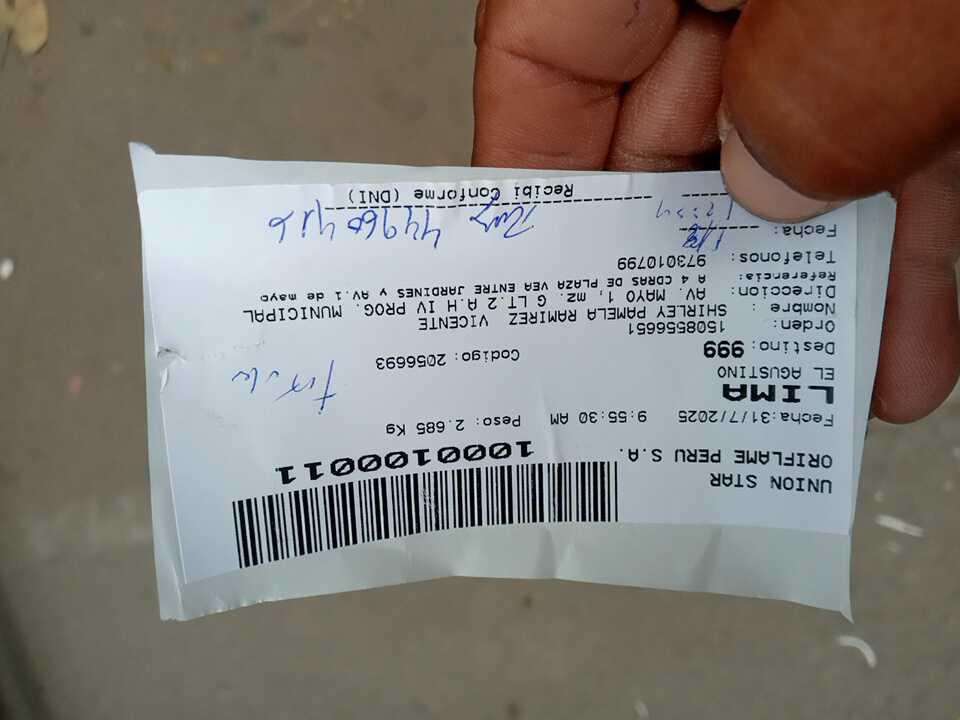 UNION STAR
ORIFLAME PERU S.A.
1000100011
Fecha:31/7/2025 9:55:30 AM Peso: 2.685 Kg
LIMA
EL AGUSTINO
Destino: 999 Codigo: 2056693
Orden: 1508556651
Nombre : SHIRLEY PAMELA RAMIREZ VICENTE
Direccion: AV. MAYO 1, mz. G LT.2 A.H IV PROG. MUNICIPAL
Referencia: A 4 CDRAS DE PLAZA VEA ENTRE JARDINES y AV.1 de mayo
Telefonos: 973010799
Fecha:
Recibi Conforme (DNI)